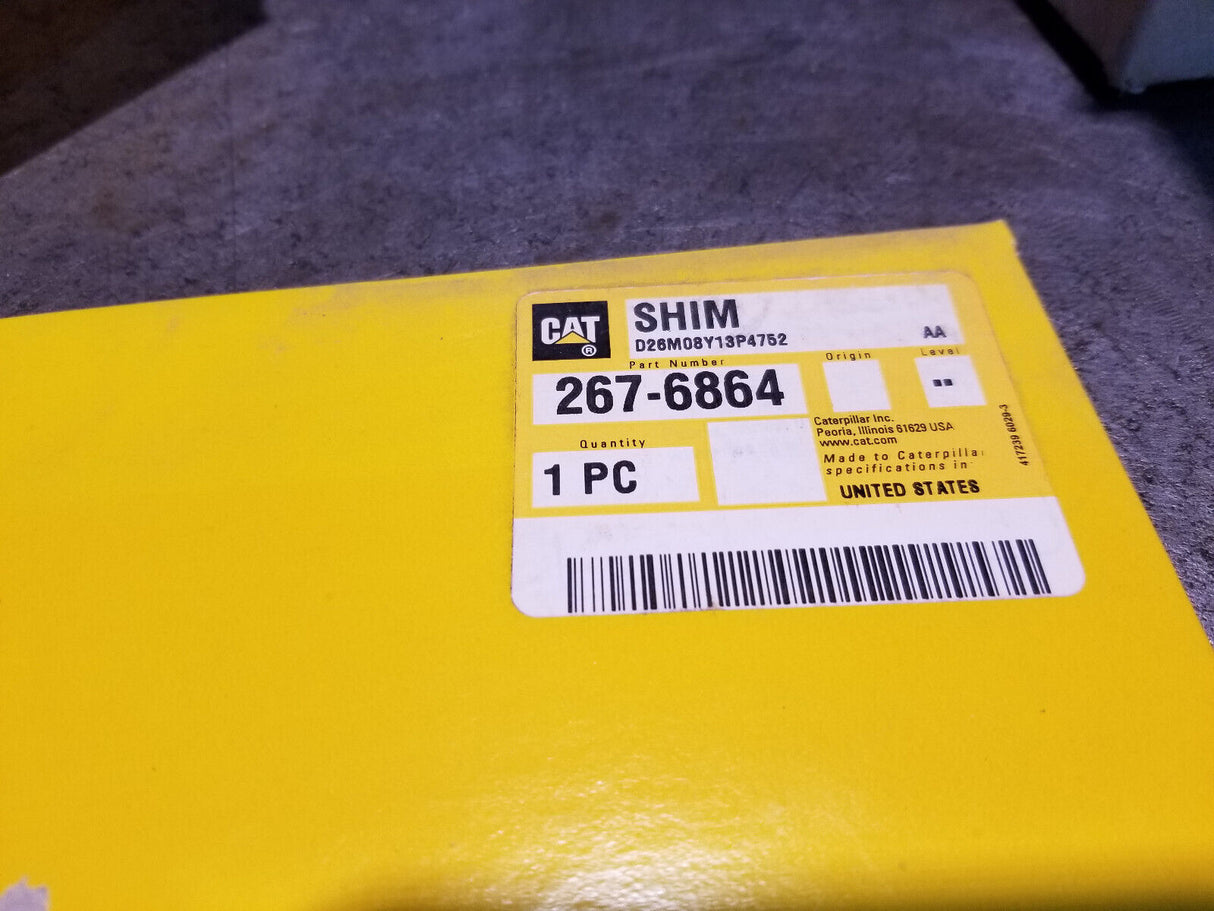 CAT®
SHIM
D26M08Y13P4752
AA
Part Number
Origin
Level
267-6864
Quantity
1 PC
Caterpillar Inc.
Peoria, Illinois 61629 USA
www.cat.com
Made to Caterpillar
specifications in
UNITED STATES
417239 6029-3